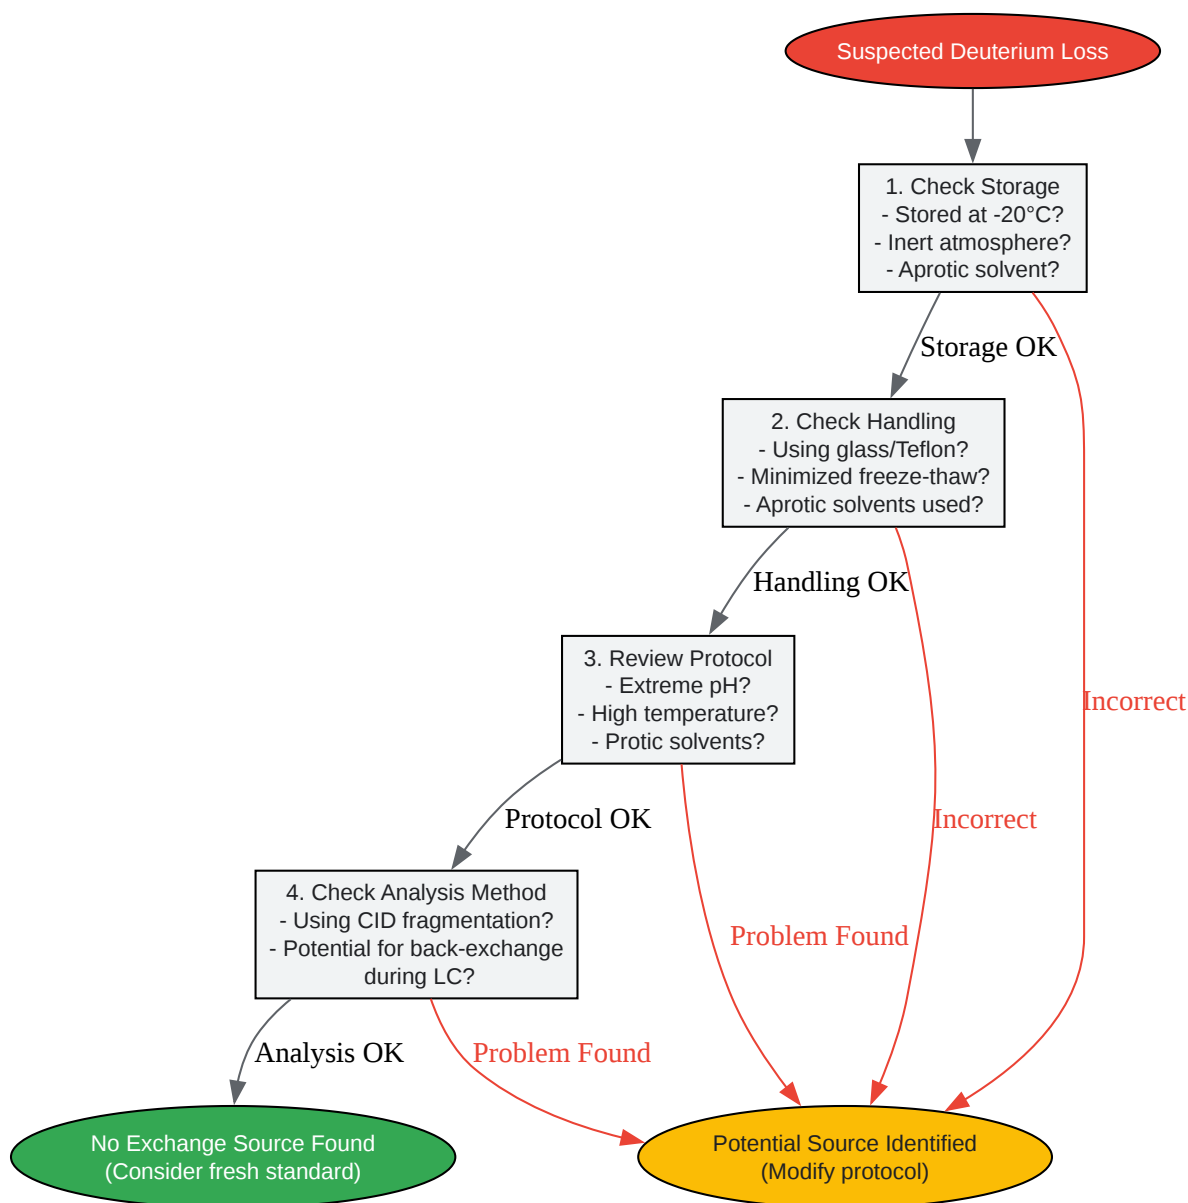 Suspected Deuterium Loss
1. Check Storage
- Stored at -20°C?
- Inert atmosphere?
- Aprotic solvent?
Storage OK
2. Check Handling
- Using glass/Teflon?
- Minimized freeze-thaw?
- Aprotic solvents used?
Handling OK
3. Review Protocol
- Extreme pH?
- High temperature?
- Protic solvents?
Incorrect
Protocol OK
Incorrect
4. Check Analysis Method
- Using CID fragmentation?
- Potential for back-exchange
during LC?
Problem Found
Analysis OK
Problem Found
No Exchange Source Found
(Consider fresh standard)
Potential Source Identified
(Modify protocol)